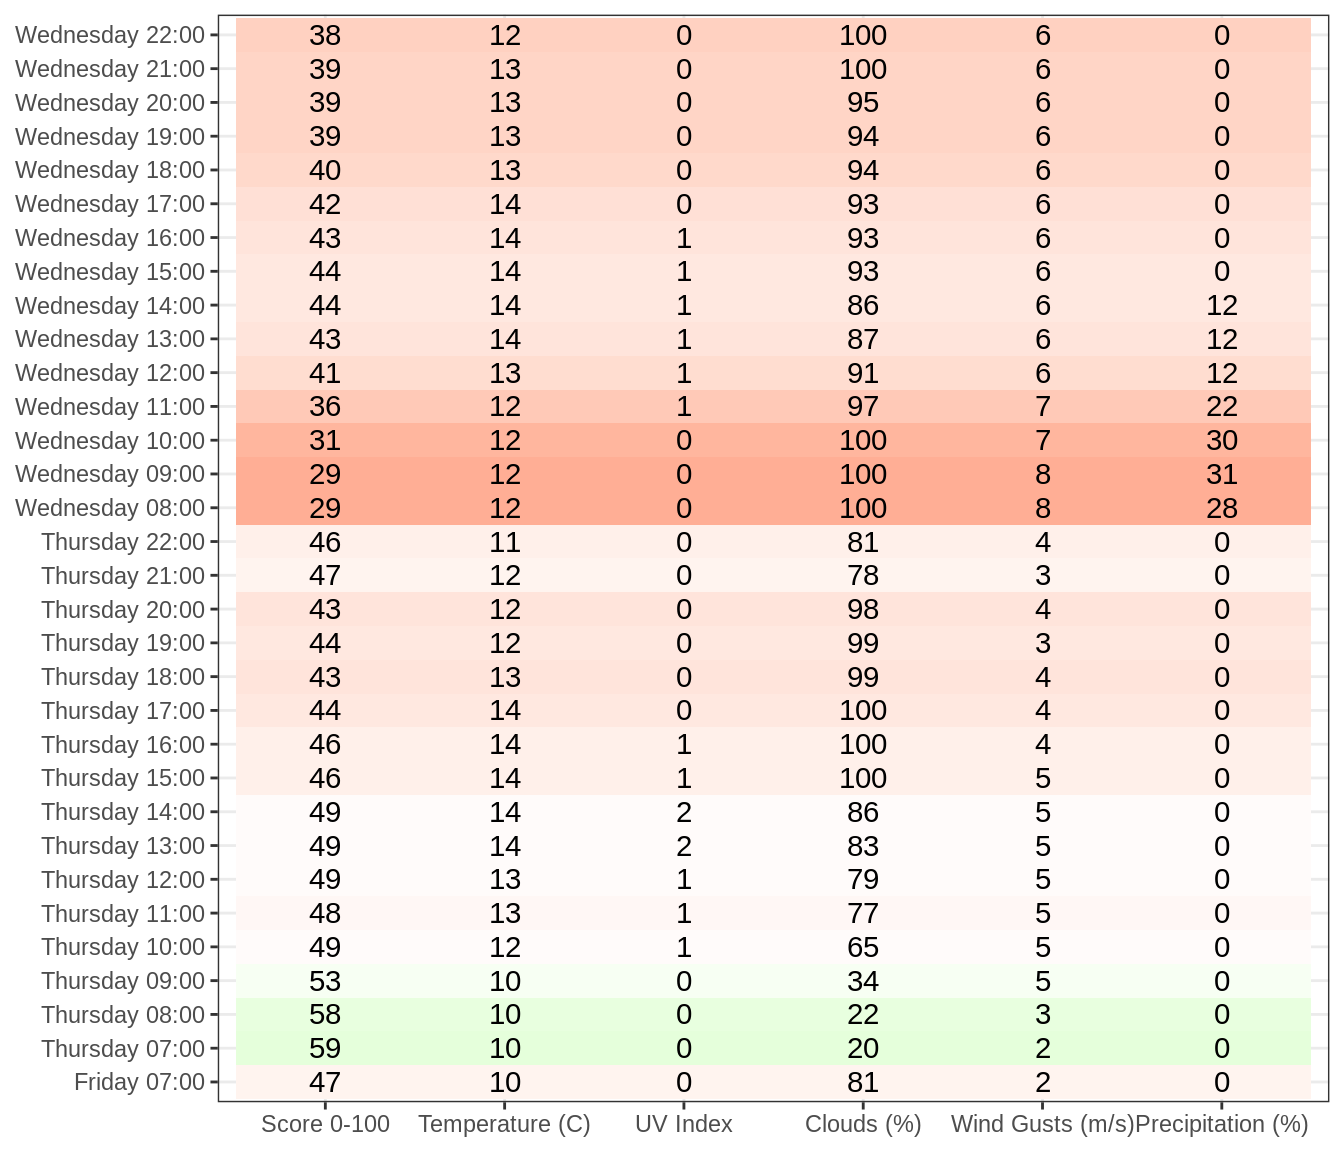 Wednesday 22:00 38 12 0 100 6 0
Wednesday 21:00 39 13 0 100 6 0
Wednesday 20:00 39 13 0 95 6 0
Wednesday 19:00 39 13 0 94 6 0
Wednesday 18:00 40 13 0 94 6 0
Wednesday 17:00 42 14 0 93 6 0
Wednesday 16:00 43 14 1 93 6 0
Wednesday 15:00 44 14 1 93 6 0
Wednesday 14:00 44 14 1 86 6 12
Wednesday 13:00 43 14 1 87 6 12
Wednesday 12:00 41 13 1 91 6 12
Wednesday 11:00 36 12 1 97 7 22
Wednesday 10:00 31 12 0 100 7 30
Wednesday 09:00 29 12 0 100 8 31
Wednesday 08:00 29 12 0 100 8 28
Thursday 22:00 46 11 0 81 4 0
Thursday 21:00 47 12 0 78 3 0
Thursday 20:00 43 12 0 98 4 0
Thursday 19:00 44 12 0 99 3 0
Thursday 18:00 43 13 0 99 4 0
Thursday 17:00 44 14 0 100 4 0
Thursday 16:00 46 14 1 100 4 0
Thursday 15:00 46 14 1 100 5 0
Thursday 14:00 49 14 2 86 5 0
Thursday 13:00 49 14 2 83 5 0
Thursday 12:00 49 13 1 79 5 0
Thursday 11:00 48 13 1 77 5 0
Thursday 10:00 49 12 1 65 5 0
Thursday 09:00 53 10 0 34 5 0
Thursday 08:00 58 10 0 22 3 0
Thursday 07:00 59 10 0 20 2 0
Friday 07:00 47 10 0 81 2 0
Score 0-100 Temperature (C) UV Index Clouds (%) Wind Gusts (m/s) Precipitation (%)